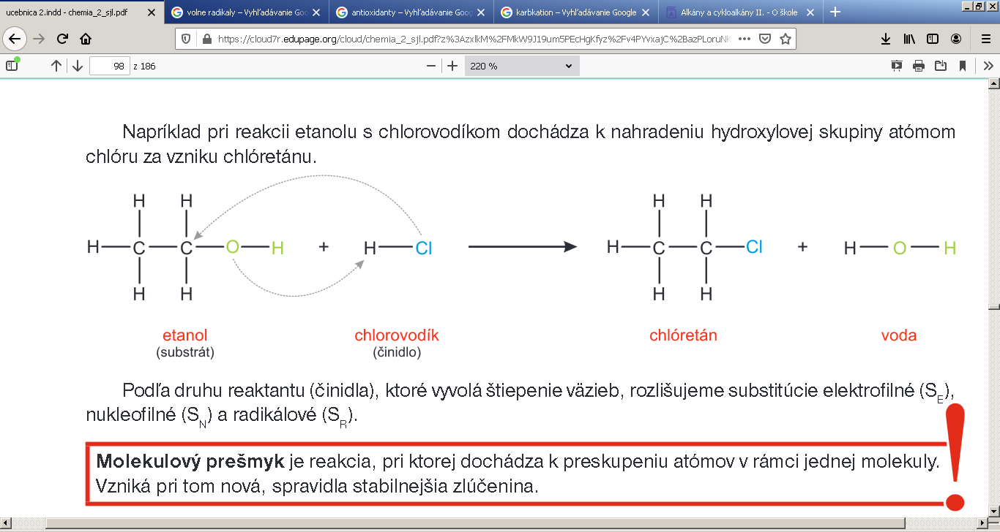 ucebnica 2.indd - chemia_2_sjl.pdf
volne radikaly – Vyhľadávanie Goo
antioxidanty – Vyhľadávanie Goog
karbkation – Vyhľadávanie Google
Alkány a cykloalkány II. - O škole
https://cloud7r.edupage.org/cloud/chemia_2_sjl.pdf?z%3AzxlkM%2FMkW9J19um5PEcHgKfyz%2Fv4PYvxajC%2BazPLoruNK
98 z 186
220 %
Napríklad pri reakcii etanolu s chlorovodíkom dochádza k nahradeniu hydroxylovej skupiny atómom
chlóru za vzniku chlóretánu.
H H H H
H C C O H + H Cl H C C Cl + H O H
H H H H
etanol chlorovodík chlóretán voda
(substrát) (činidlo)
Podľa druhu reaktantu (činidla), ktoré vyvolá štiepenie väzieb, rozlišujeme substitúcie elektrofilné (SE),
nukleofilné (SN) a radikálové (SR).
Molekulový prešmyk je reakcia, pri ktorej dochádza k preskupeniu atómov v rámci jednej molekuly.
Vzniká pri tom nová, spravidla stabilnejšia zlúčenina.
!